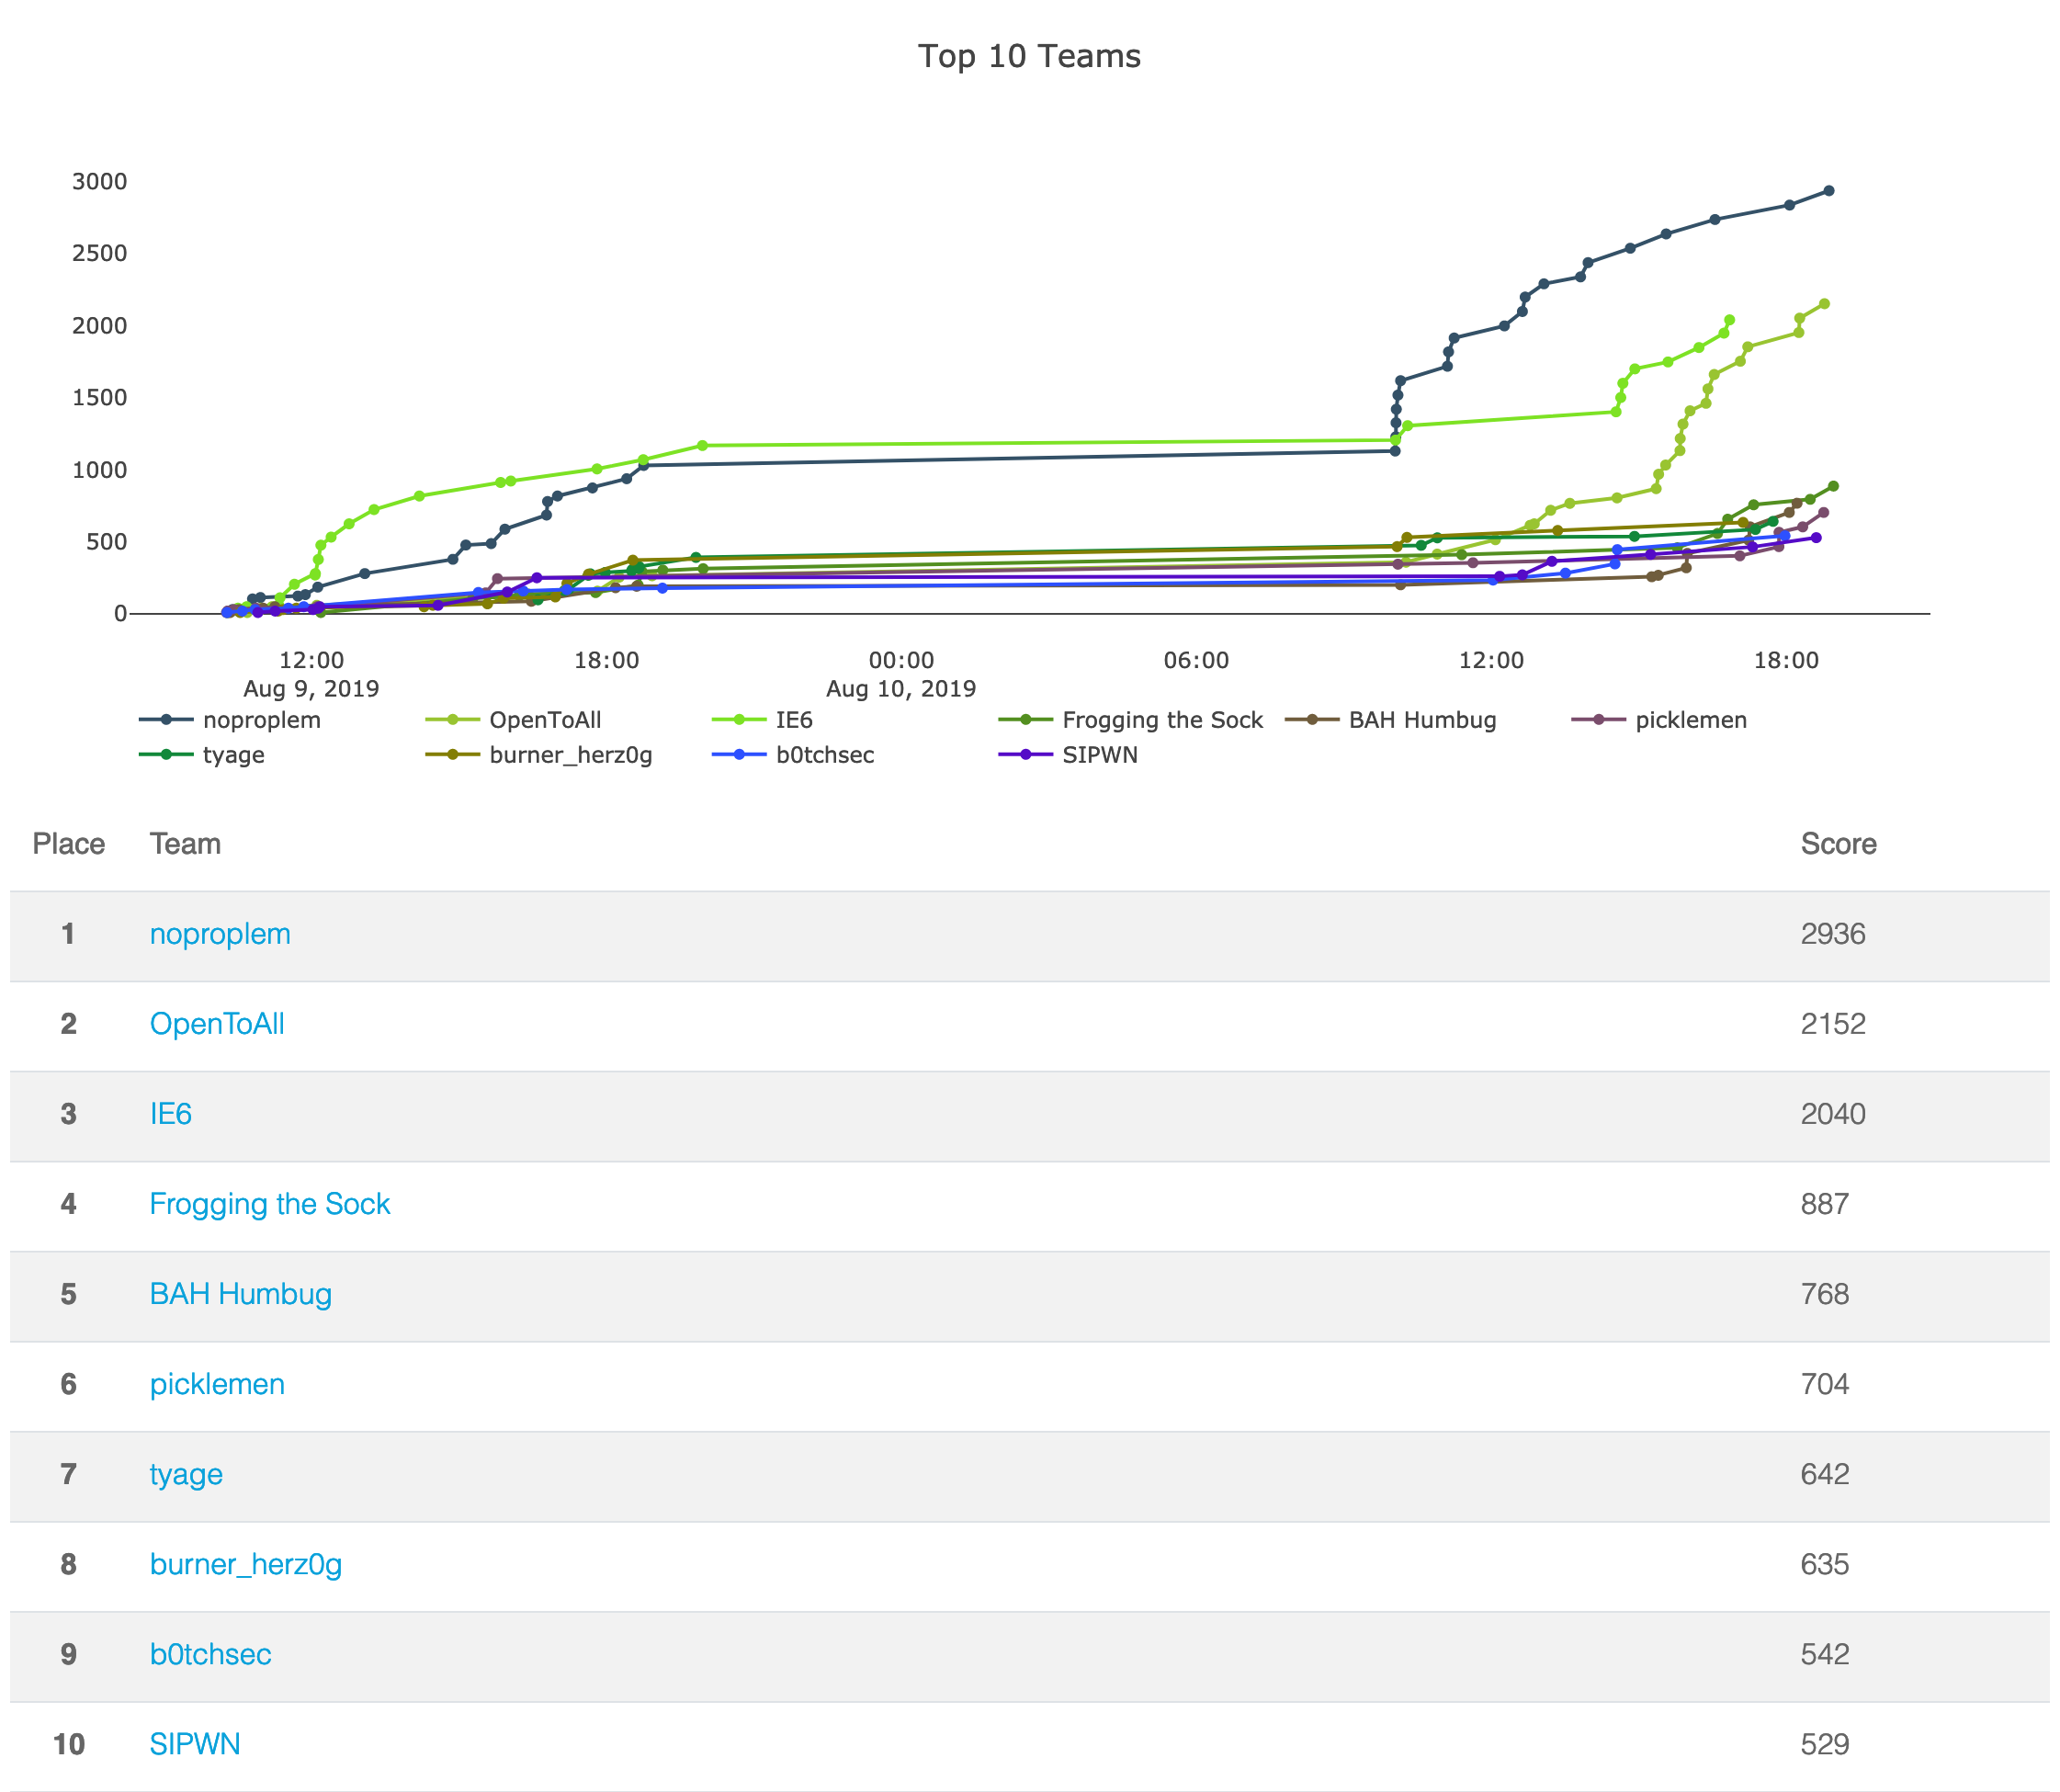 Top 10 Teams
3000
2500
2000
1500
1000
500
0
12:00 18:00 00:00 06:00 12:00 18:00
Aug 9, 2019 Aug 10, 2019
noproplem OpenToAll IE6 Frogging the Sock BAH Humbug picklemen
tyage burner_herz0g b0tchsec SIPWN
Place Team Score
1 noproplem 2936
2 OpenToAll 2152
3 IE6 2040
4 Frogging the Sock 887
5 BAH Humbug 768
6 picklemen 704
7 tyage 642
8 burner_herz0g 635
9 b0tchsec 542
10 SIPWN 529